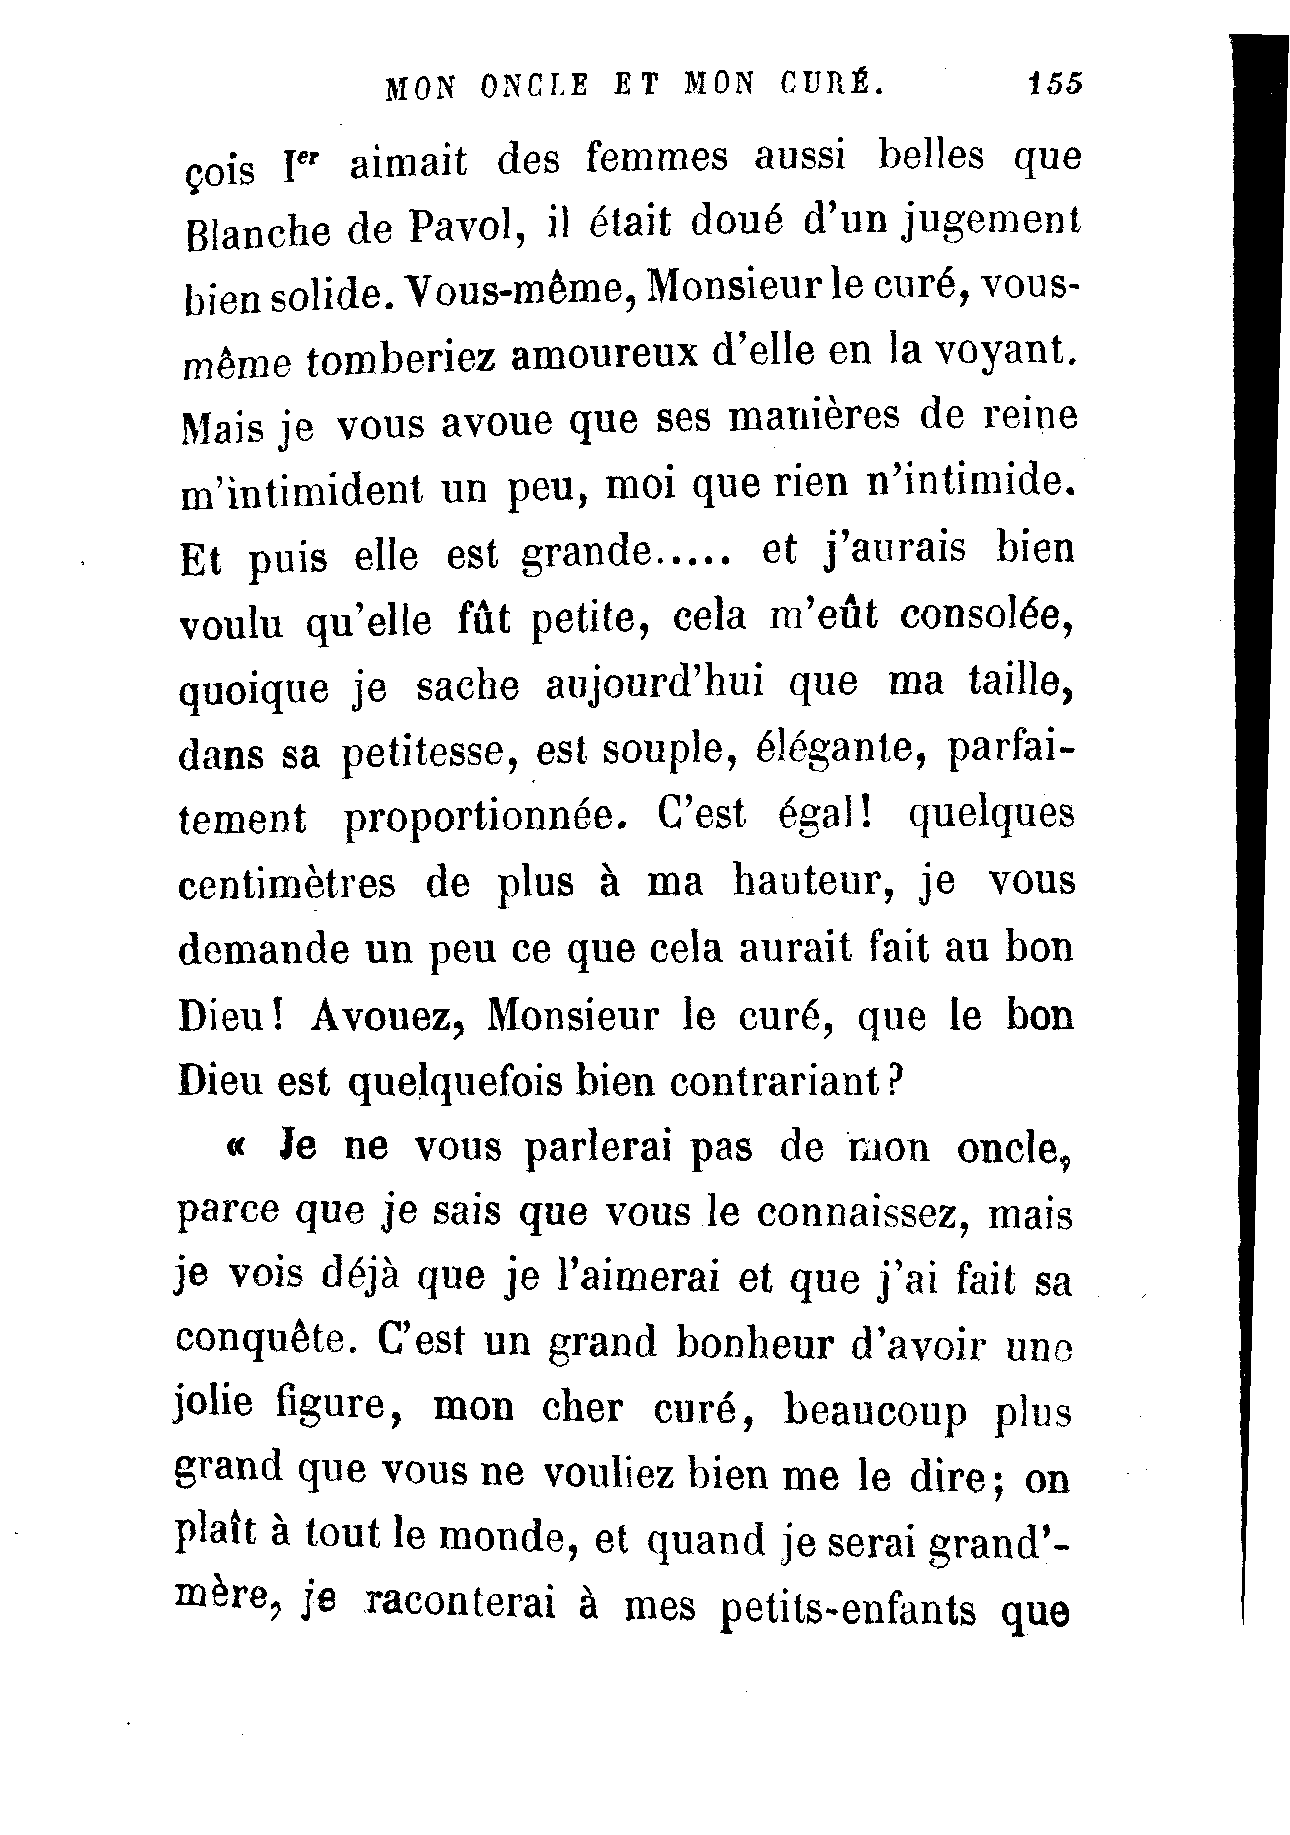 MON ONCLE ET MON CURÉ. 155
çois Ier aimait des femmes aussi belles que
Blanche de Pavol, il était doué d'un jugement
bien solide. Vous-même, Monsieur le curé, vous-
même tomberiez amoureux d'elle en la voyant.
Mais je vous avoue que ses manières de reine
m'intimident un peu, moi que rien n'intimide.
Et puis elle est grande..... et j'aurais bien
voulu qu'elle fût petite, cela m'eût consolée,
quoique je sache aujourd'hui que ma taille,
dans sa petitesse, est souple, élégante, parfai-
tement proportionnée. C'est égal! quelques
centimètres de plus à ma hauteur, je vous
demande un peu ce que cela aurait fait au bon
Dieu! Avouez, Monsieur le curé, que le bon
Dieu est quelquefois bien contrariant?
« Je ne vous parlerai pas de mon oncle,
parce que je sais que vous le connaissez, mais
je vois déjà que je l'aimerai et que j'ai fait sa
conquête. C'est un grand bonheur d'avoir une
jolie figure, mon cher curé, beaucoup plus
grand que vous ne vouliez bien me le dire; on
plaît à tout le monde, et quand je serai grand'-
mère, je raconterai à mes petits-enfants que